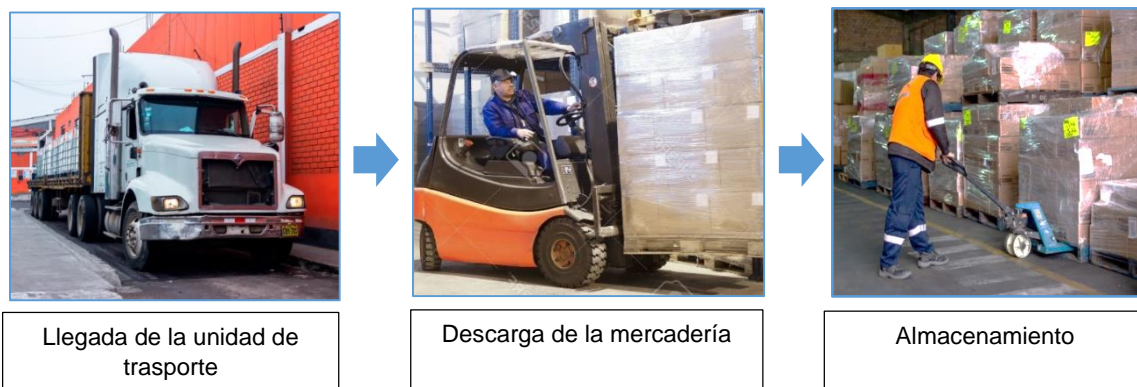 Llegada de la unidad de
trasporte
Descarga de la mercadería
Almacenamiento